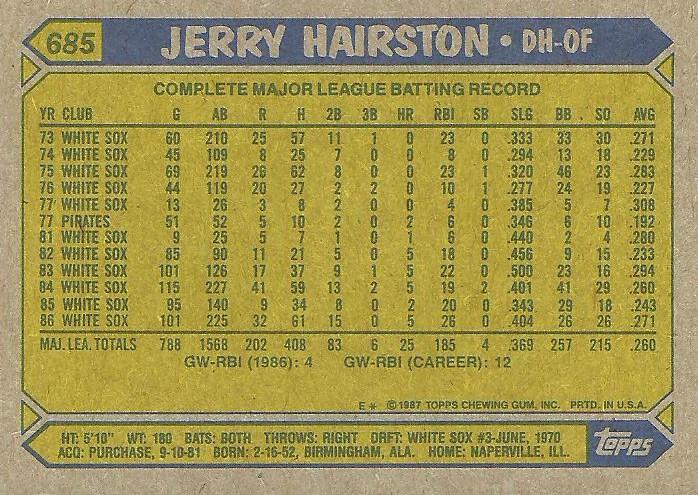 685 JERRY HAIRSTON • DH-OF
COMPLETE MAJOR LEAGUE BATTING RECORD
YR CLUB G AB R H 2B 3B HR RBI SB SLG BB SO AVG
73 WHITE SOX 60 210 25 57 11 1 0 23 0 .333 33 30 .271
74 WHITE SOX 45 109 8 25 7 0 0 8 0 .294 13 18 .229
75 WHITE SOX 69 219 26 62 8 0 0 23 1 .320 46 23 .283
76 WHITE SOX 44 119 20 27 2 2 0 10 1 .277 24 19 .227
77 WHITE SOX 13 26 3 8 2 0 0 4 0 .385 5 7 .308
77 PIRATES 51 52 5 10 2 0 2 6 0 .346 6 10 .192
81 WHITE SOX 9 25 5 7 1 0 1 6 0 .440 2 4 .280
82 WHITE SOX 85 90 11 21 5 0 5 18 0 .456 9 15 .233
83 WHITE SOX 101 126 17 37 9 1 5 22 0 .500 23 16 .294
84 WHITE SOX 115 227 41 59 13 2 5 19 2 .401 41 29 .260
85 WHITE SOX 95 140 9 34 8 0 2 20 0 .343 29 18 .243
86 WHITE SOX 101 225 32 61 15 0 5 26 0 .404 26 26 .271
MAJ. LEA. TOTALS 788 1568 202 408 83 6 25 185 4 .369 257 215 .260
GW-RBI (1986): 4 GW-RBI (CAREER): 12
E * ©1987 TOPPS CHEWING GUM, INC. PRTD. IN U.S.A.
HT: 5'10" WT: 180 BATS: BOTH THROWS: RIGHT DRFT: WHITE SOX #3-JUNE, 1970
ACQ: PURCHASE, 9-10-81 BORN: 2-16-52, BIRMINGHAM, ALA. HOME: NAPERVILLE, ILL.
topps